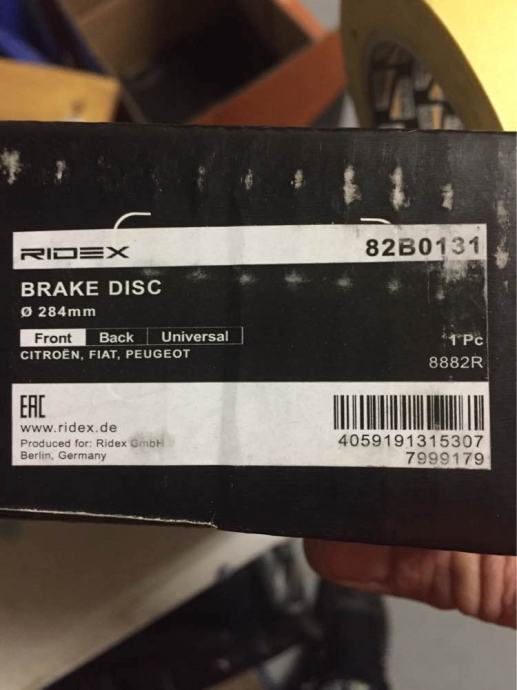 RIDEX 82B0131
BRAKE DISC
Ø 284mm
Front Back Universal
CITROËN, FIAT, PEUGEOT
1 Pc
8882R
EAC
www.ridex.de
Produced for: Ridex GmbH
Berlin, Germany
4059191315307
7999179